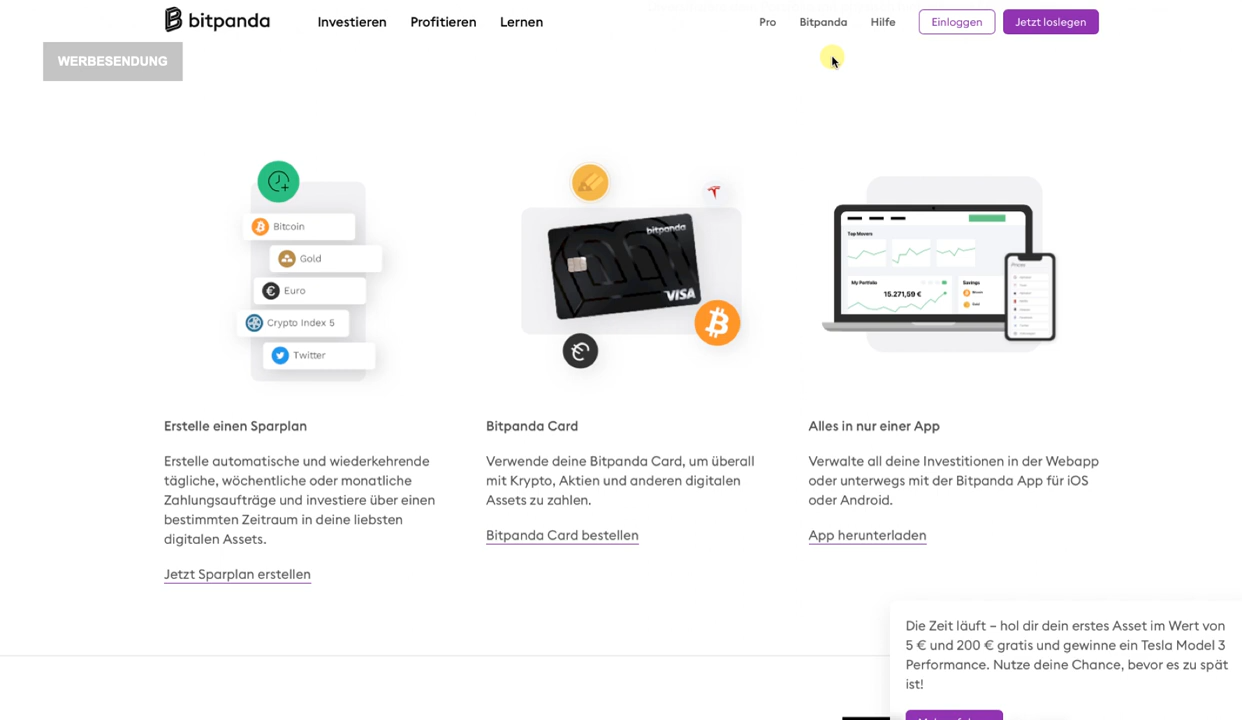 bitpanda
Investieren Profitieren Lernen
Pro Bitpanda Hilfe Einloggen Jetzt loslegen
WERBESENDUNG
Bitcoin
Gold
Euro
Crypto Index 5
Twitter
bitpanda
VISA
Top Movers
My Portfolio
15.271,59 €
Savings
Prices
Erstelle einen Sparplan
Erstelle automatische und wiederkehrende
tägliche, wöchentliche oder monatliche
Zahlungsaufträge und investiere über einen
bestimmten Zeitraum in deine liebsten
digitalen Assets.
Jetzt Sparplan erstellen
Bitpanda Card
Verwende deine Bitpanda Card, um überall
mit Krypto, Aktien und anderen digitalen
Assets zu zahlen.
Bitpanda Card bestellen
Alles in nur einer App
Verwalte all deine Investitionen in der Webapp
oder unterwegs mit der Bitpanda App für iOS
oder Android.
App herunterladen
Die Zeit läuft – hol dir dein erstes Asset im Wert von
5 € und 200 € gratis und gewinne ein Tesla Model 3
Performance. Nutze deine Chance, bevor es zu spät
ist!